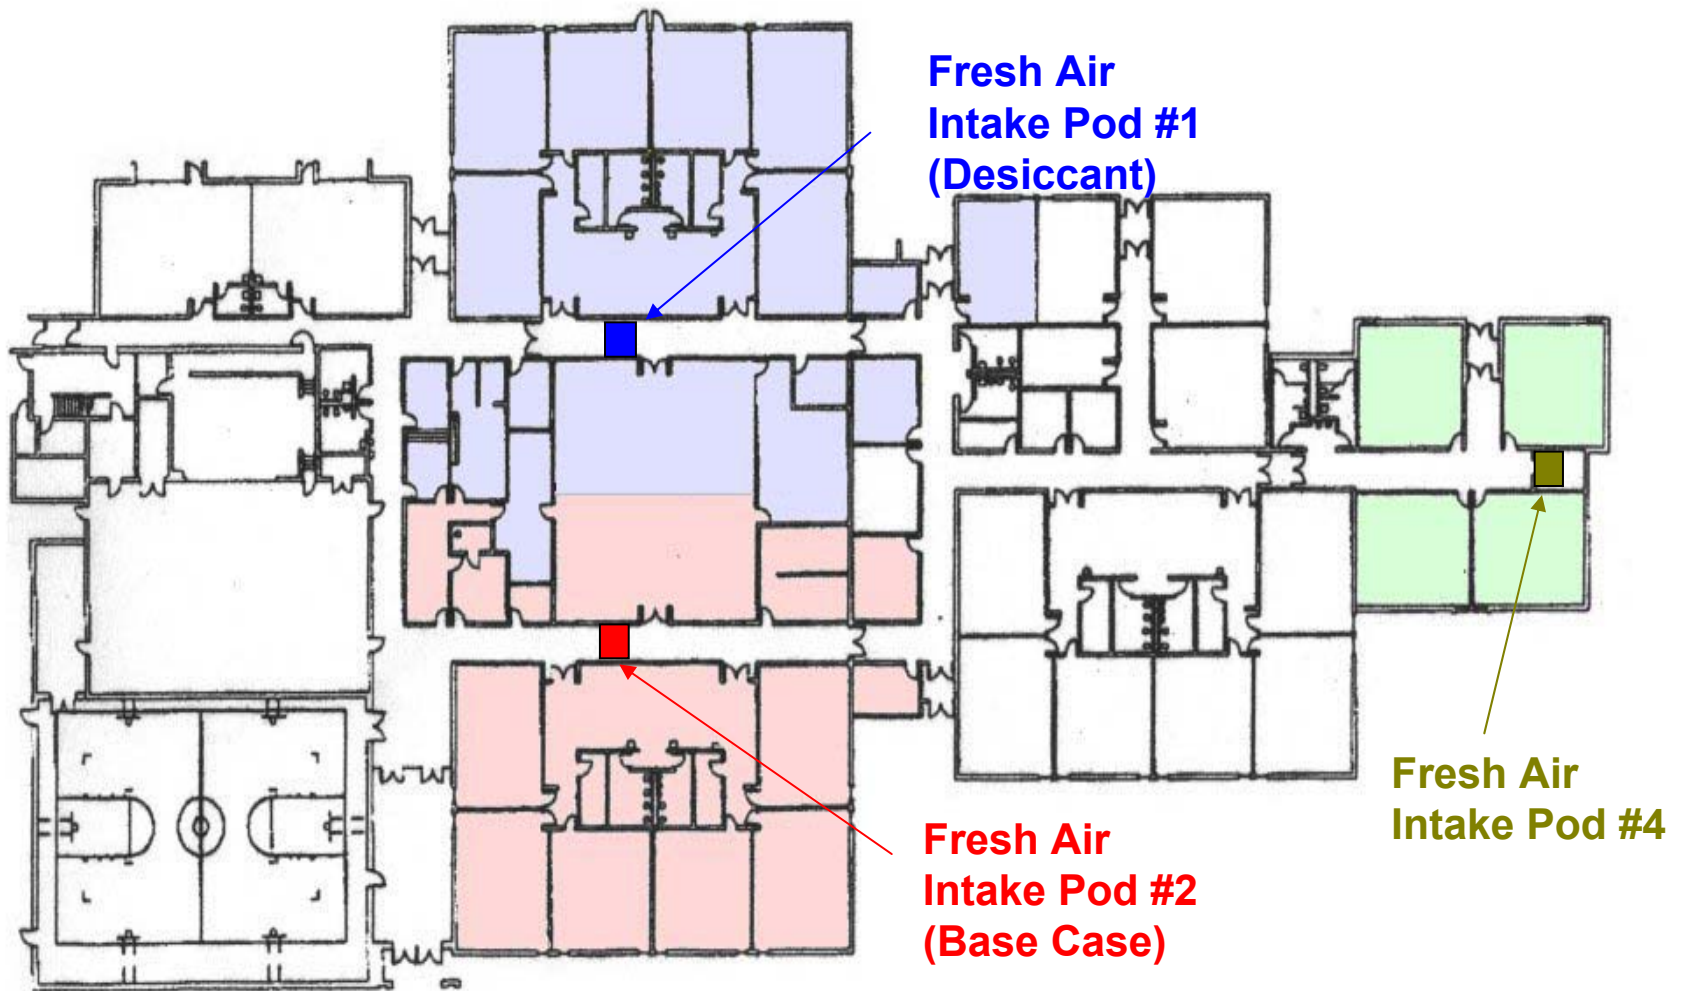 Fresh Air
Intake Pod #1
(Desiccant)
Fresh Air
Intake Pod #4
Fresh Air
Intake Pod #2
(Base Case)